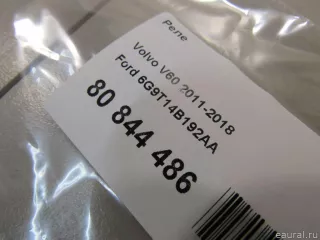 Реле
Volvo V60 2011-2018
Ford 6G9T14B192AA
80 844 486
eaural.ru